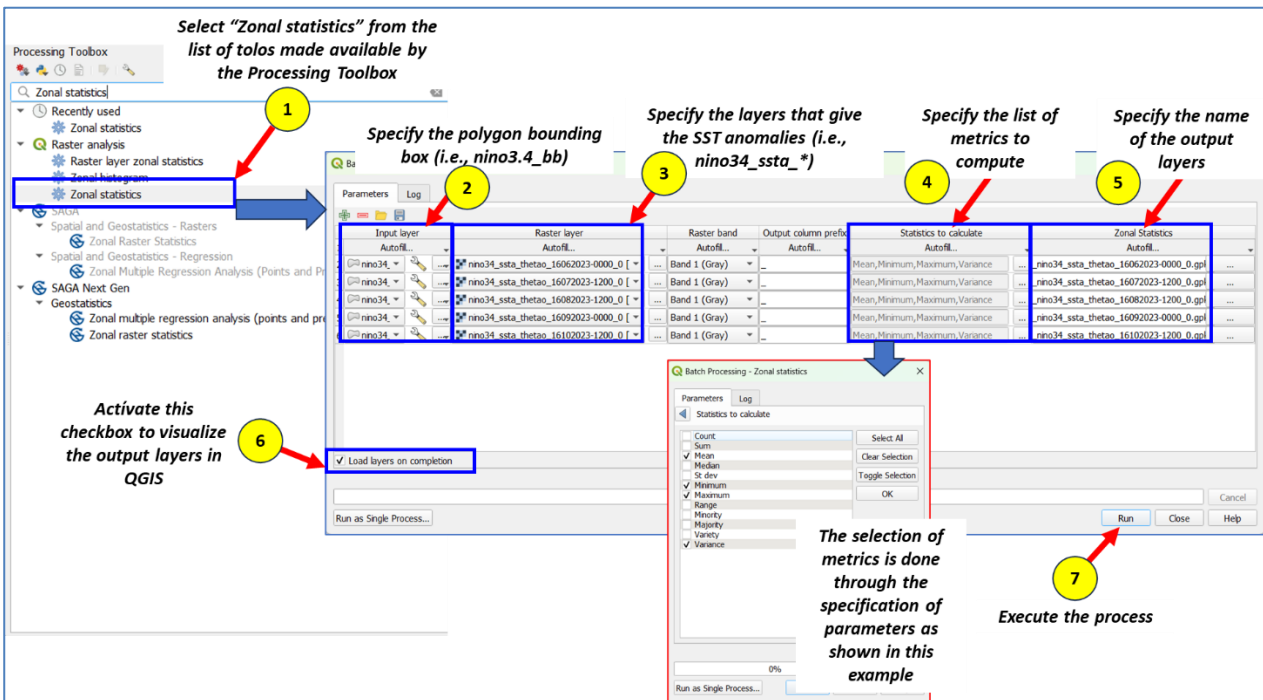 Select “Zonal statistics” from the
list of tolos made available by
the Processing Toolbox
Processing Toolbox
Zonal statistics
1
Recently used
Zonal statistics
Raster analysis
Raster layer zonal statistics
Zonal histogram
Zonal statistics
SAGA
Spatial and Geostatistics - Rasters
Zonal Raster Statistics
Spatial and Geostatistics - Regression
Zonal Multiple Regression Analysis (Points and Pr
SAGA Next Gen
Geostatistics
Zonal multiple regression analysis (points and pre
Zonal raster statistics
Specify the polygon bounding
box (i.e., nino3.4_bb)
2
Specify the layers that give
the SST anomalies (i.e.,
nino34_ssta_*)
3
Specify the list of
metrics to
compute
4
Specify the name
of the output
layers
5
Ba
Parameters Log
Input layer Raster layer Raster band Output column prefix Statistics to calculate Zonal Statistics
Autofil... Autofil... Autofil... Autofil... Autofil... Autofil...
nino34_ ... nino34_ssta_thetao_16062023-0000_0 [ ... Band 1 (Gray) _ Mean,Minimum,Maximum,Variance ... _nino34_ssta_thetao_16062023-0000_0.gpl ...
nino34_ ... nino34_ssta_thetao_16072023-1200_0 [ ... Band 1 (Gray) _ Mean,Minimum,Maximum,Variance ... _nino34_ssta_thetao_16072023-1200_0.gpl ...
nino34_ ... nino34_ssta_thetao_16082023-1200_0 [ ... Band 1 (Gray) _ Mean,Minimum,Maximum,Variance ... _nino34_ssta_thetao_16082023-1200_0.gpl ...
nino34_ ... nino34_ssta_thetao_16092023-0000_0 [ ... Band 1 (Gray) _ Mean,Minimum,Maximum,Variance ... _nino34_ssta_thetao_16092023-0000_0.gpl ...
nino34_ ... nino34_ssta_thetao_16102023-1200_0 [ ... Band 1 (Gray) _ Mean,Minimum,Maximum,Variance ... _nino34_ssta_thetao_16102023-1200_0.gpl ...
Activate this
checkbox to visualize
the output layers in
QGIS
6
Load layers on completion
Cancel
Run as Single Process... Run Close Help
Batch Processing - Zonal statistics
Parameters Log
Statistics to calculate
Count
Sum
Mean
Median
St dev
Minimum
Maximum
Range
Minority
Majority
Variety
Variance
Select All
Clear Selection
Toggle Selection
OK
0%
Run as Single Process...
The selection of
metrics is done
through the
specification of
parameters as
shown in this
example
7
Execute the process